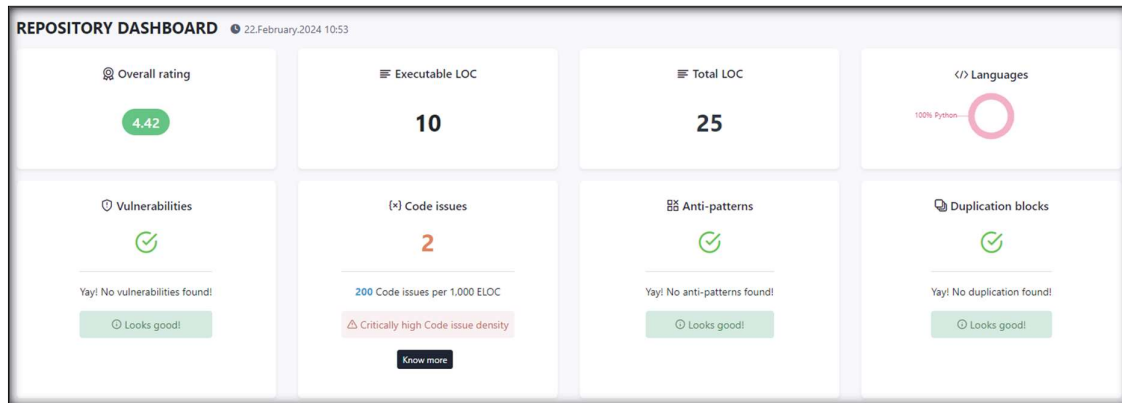 REPOSITORY DASHBOARD 22.February.2024 10:53
Overall rating
4.42
Executable LOC
10
Total LOC
25
</> Languages
100% Python
Vulnerabilities
Yay! No vulnerabilities found!
Looks good!
{×} Code issues
2
200 Code issues per 1,000 ELOC
Critically high Code issue density
Know more
Anti-patterns
Yay! No anti-patterns found!
Looks good!
Duplication blocks
Yay! No duplication found!
Looks good!